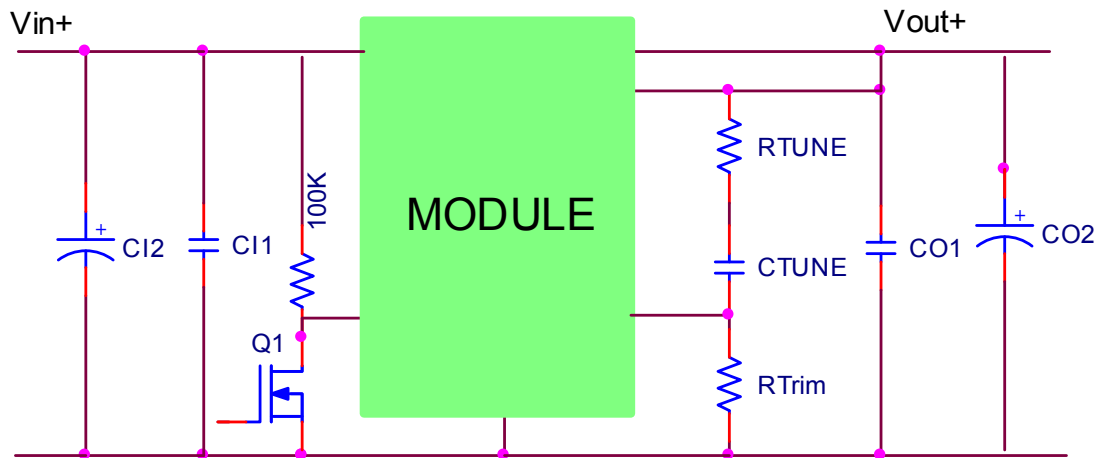 Vin+
Vout+
RTUNE
100K
MODULE
CI2
CI1
CTUNE
CO1
CO2
Q1
RTrim
+
+